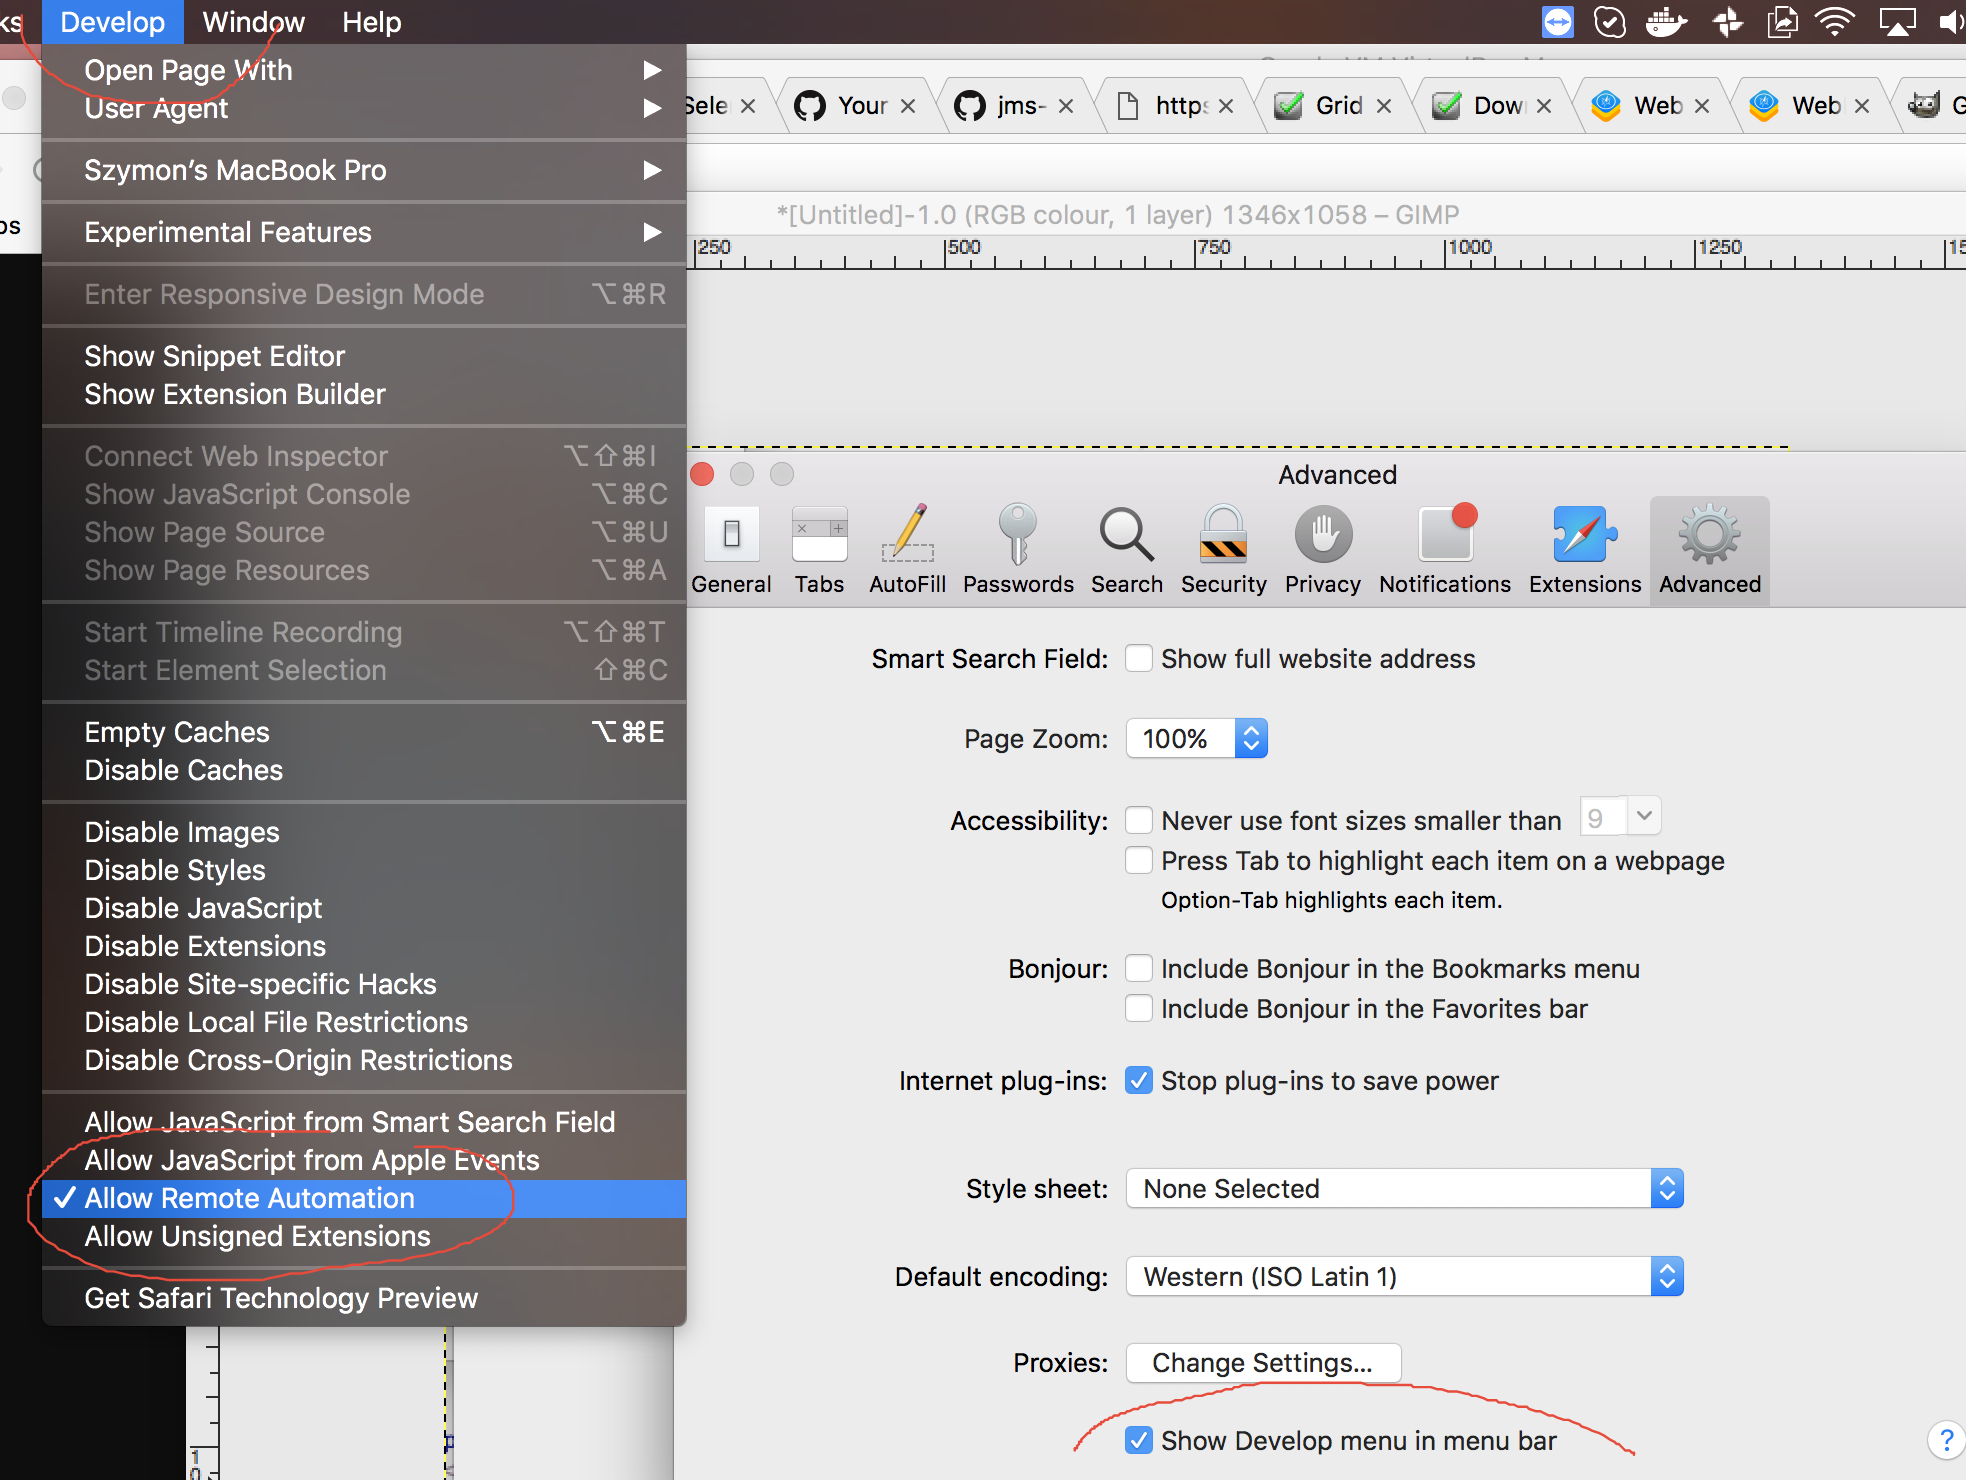 Develop Window Help
Open Page With
User Agent
Szymon's MacBook Pro
Experimental Features
Enter Responsive Design Mode ⌥⌘R
Show Snippet Editor
Show Extension Builder
Connect Web Inspector ⌥⇧⌘I
Show JavaScript Console ⌥⌘C
Show Page Source ⌥⌘U
Show Page Resources ⌥⌘A
Start Timeline Recording ⌥⇧⌘T
Start Element Selection ⇧⌘C
Empty Caches ⌥⌘E
Disable Caches
Disable Images
Disable Styles
Disable JavaScript
Disable Extensions
Disable Site-specific Hacks
Disable Local File Restrictions
Disable Cross-Origin Restrictions
Allow JavaScript from Smart Search Field
Allow JavaScript from Apple Events
✓ Allow Remote Automation
Allow Unsigned Extensions
Get Safari Technology Preview
Your jms- https Grid Dow Web Web G
*[Untitled]-1.0 (RGB colour, 1 layer) 1346x1058 – GIMP
250 500 750 1000 1250
Advanced
General Tabs AutoFill Passwords Search Security Privacy Notifications Extensions Advanced
Smart Search Field: Show full website address
Page Zoom: 100%
Accessibility: Never use font sizes smaller than 9
Press Tab to highlight each item on a webpage
Option-Tab highlights each item.
Bonjour: Include Bonjour in the Bookmarks menu
Include Bonjour in the Favorites bar
Internet plug-ins: Stop plug-ins to save power
Style sheet: None Selected
Default encoding: Western (ISO Latin 1)
Proxies: Change Settings...
Show Develop menu in menu bar
?